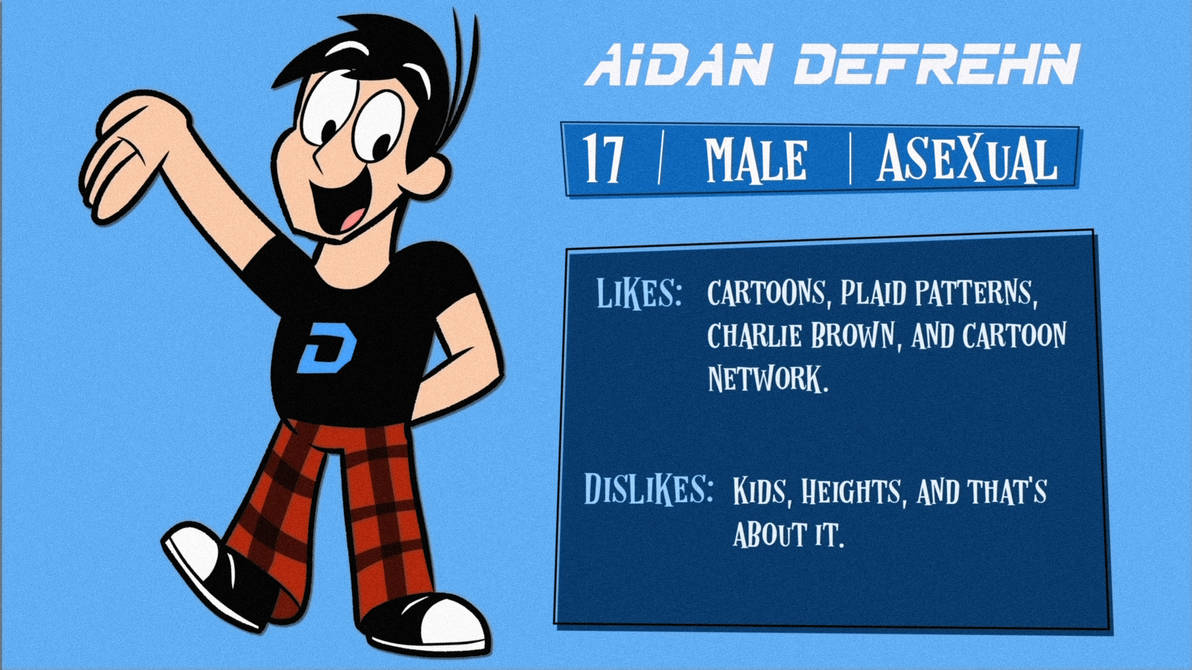 AiDAN DEFREHN
17 / MALE | ASEXUAL
D
LIKES: CARTOONS, PLAID PATTERNS,
CHARLIE BROWN, AND CARTOON
NETWORK.
DISLIKES: KIDS, HEIGHTS, AND THAT'S
ABOUT IT.